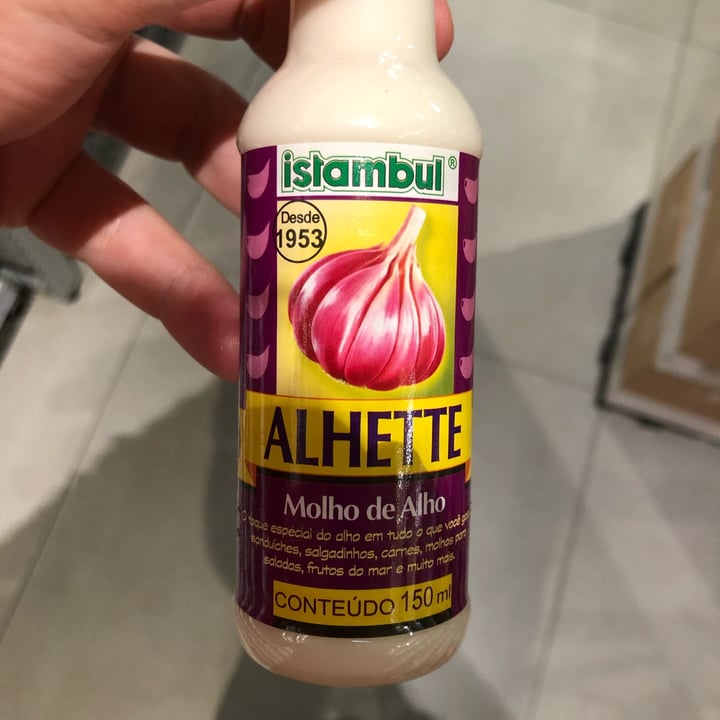 istambul®
Desde
1953
ALHETTE
Molho de Alho
O toque especial do alho em tudo o que você
sanduíches, salgadinhos, carnes, molhos para
saladas, frutos do mar e muito mais.
CONTEÚDO 150 ml